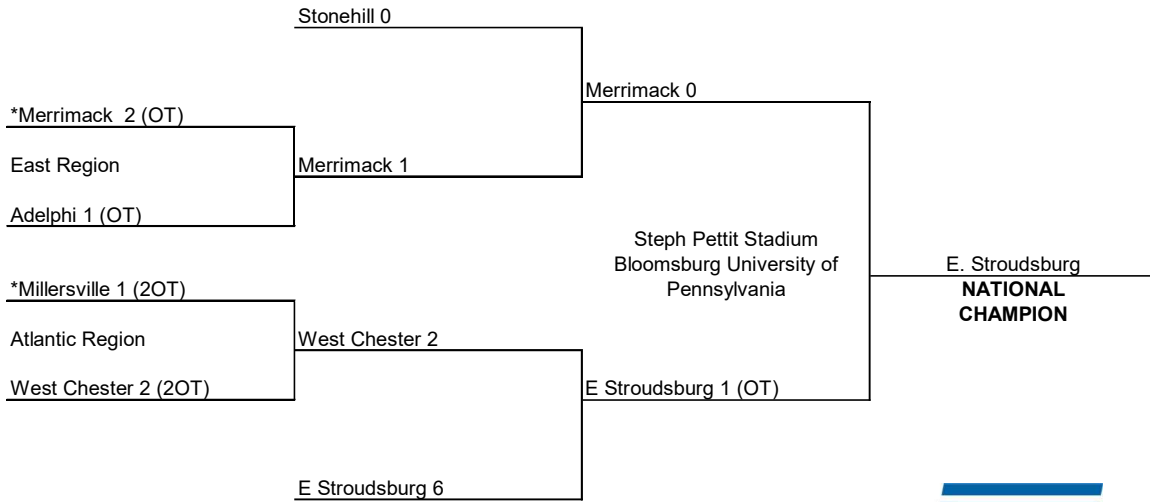 Stonehill 0
Merrimack 0
*Merrimack  2 (OT)
East Region
Merrimack 1
Adelphi 1 (OT)
Steph Pettit Stadium
Bloomsburg University of
Pennsylvania
E. Stroudsburg
NATIONAL
CHAMPION
*Millersville 1 (2OT)
Atlantic Region
West Chester 2
West Chester 2 (2OT)
E Stroudsburg 1 (OT)
E Stroudsburg 6